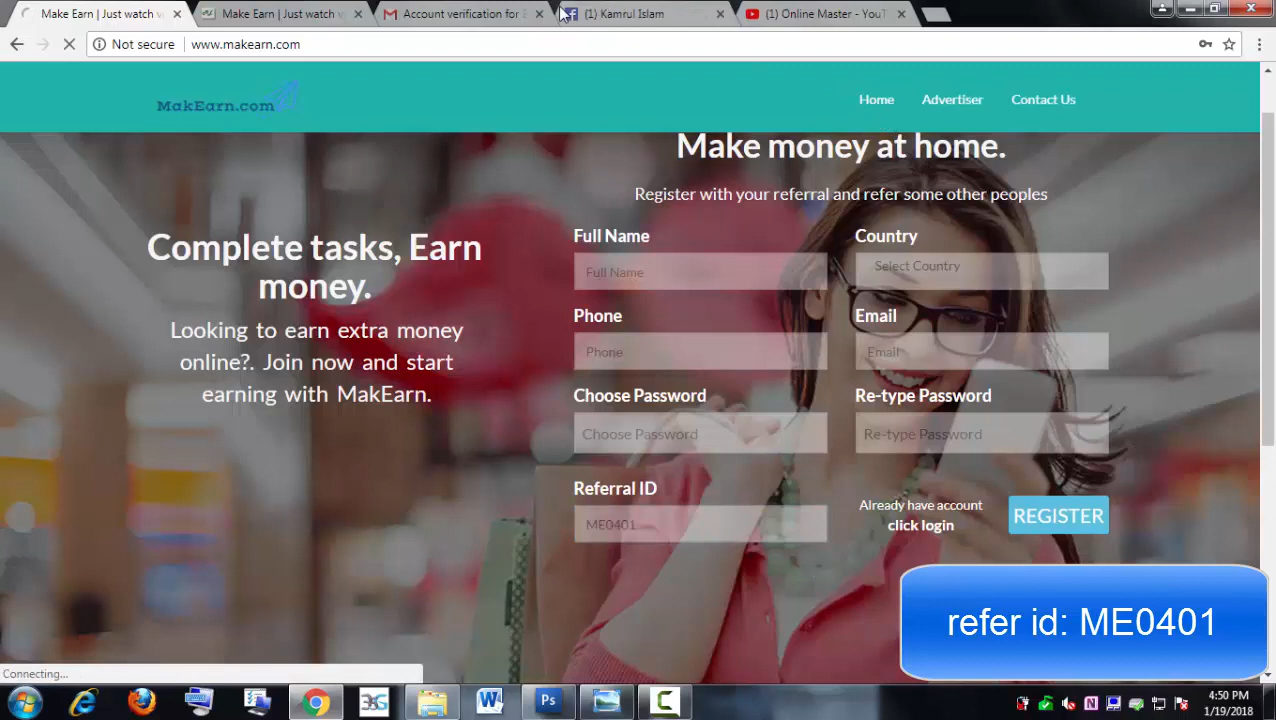 Make Earn | Just watch v
Make Earn | Just watch v
Account verification for
(1) Kamrul Islam
(1) Online Master - YouT
Not secure
www.makearn.com
MakEarn.com
Home
Advertiser
Contact Us
Make money at home.
Register with your referral and refer some other peoples
Complete tasks, Earn
money.
Looking to earn extra money
online?. Join now and start
earning with MakEarn.
Full Name
Country
Full Name
Select Country
Phone
Email
Phone
Email
Choose Password
Re-type Password
Choose Password
Re-type Password
Referral ID
ME0401
Already have account
click login
REGISTER
refer id: ME0401
Connecting...
3G
W
Ps
C
N
4:50 PM
1/19/2018